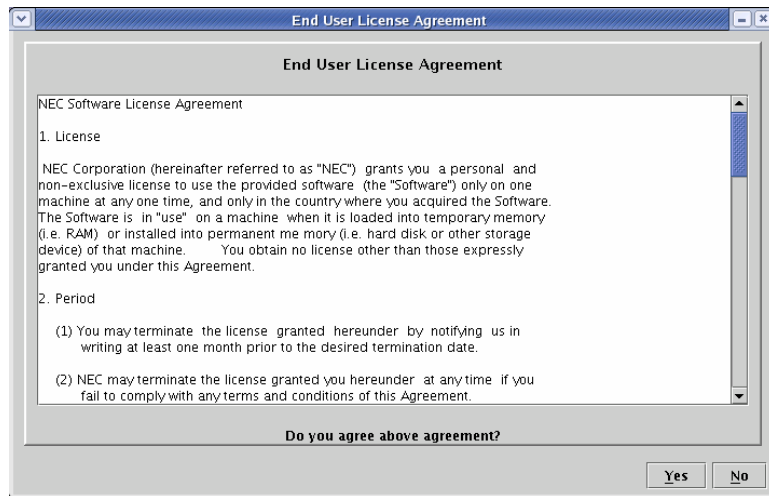 End User License Agreement
End User License Agreement
NEC Software License Agreement
1. License
NEC Corporation (hereinafter referred to as "NEC") grants you a personal and
non-exclusive license to use the provided software (the "Software") only on one
machine at any one time, and only in the country where you acquired the Software.
The Software is in "use" on a machine when it is loaded into temporary memory
(i.e. RAM) or installed into permanent me mory (i.e. hard disk or other storage
device) of that machine. You obtain no license other than those expressly
granted you under this Agreement.
2. Period
(1) You may terminate the license granted hereunder by notifying us in
writing at least one month prior to the desired termination date.
(2) NEC may terminate the license granted you hereunder at any time if you
fail to comply with any terms and conditions of this Agreement.
Do you agree above agreement?
Yes No